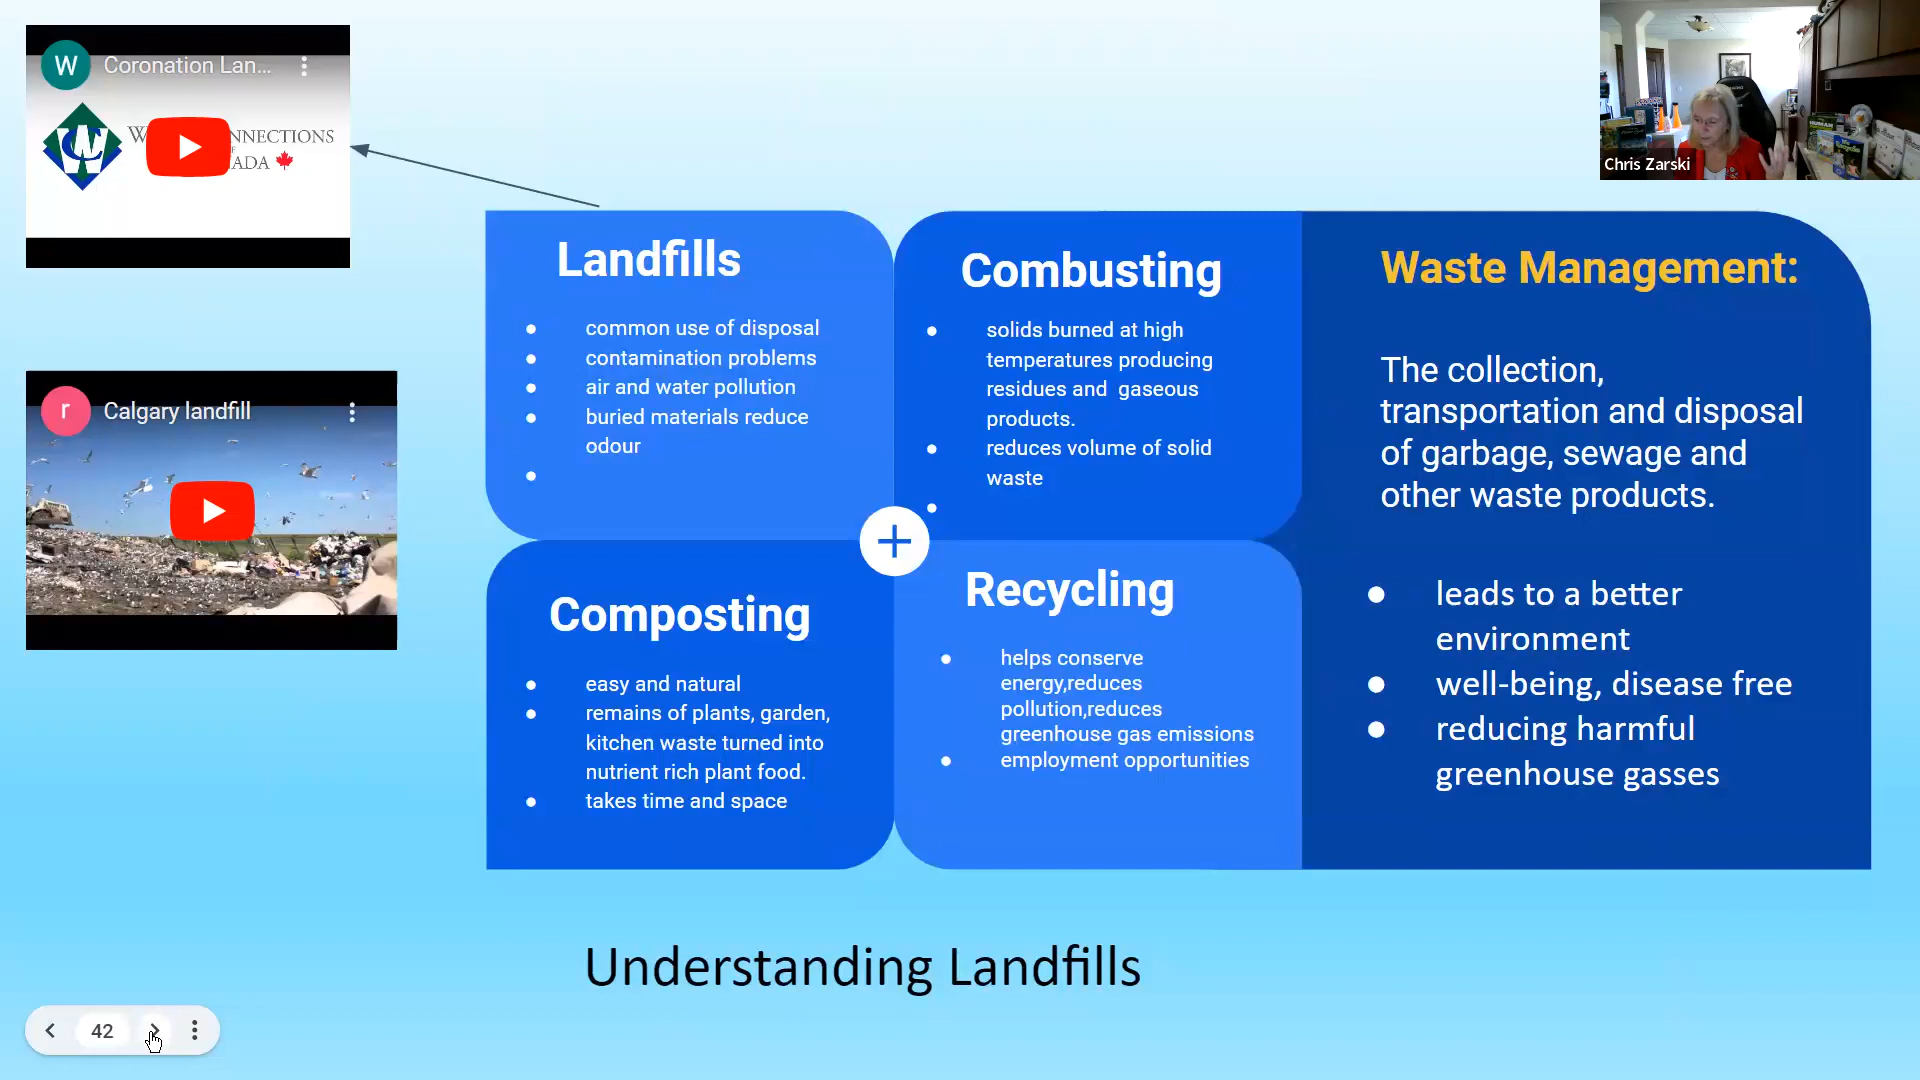 W
Coronation Lan...
W
NNECTIONS
ADA
r
Calgary landfill
Chris Zarski
Landfills
● common use of disposal
● contamination problems
● air and water pollution
● buried materials reduce
odour
●
Combusting
● solids burned at high
temperatures producing
residues and gaseous
products.
● reduces volume of solid
waste
●
Composting
● easy and natural
● remains of plants, garden,
kitchen waste turned into
nutrient rich plant food.
● takes time and space
Recycling
● helps conserve
energy,reduces
pollution,reduces
greenhouse gas emissions
● employment opportunities
Waste Management:
The collection,
transportation and disposal
of garbage, sewage and
other waste products.
● leads to a better
environment
● well-being, disease free
● reducing harmful
greenhouse gasses
Understanding Landfills
42